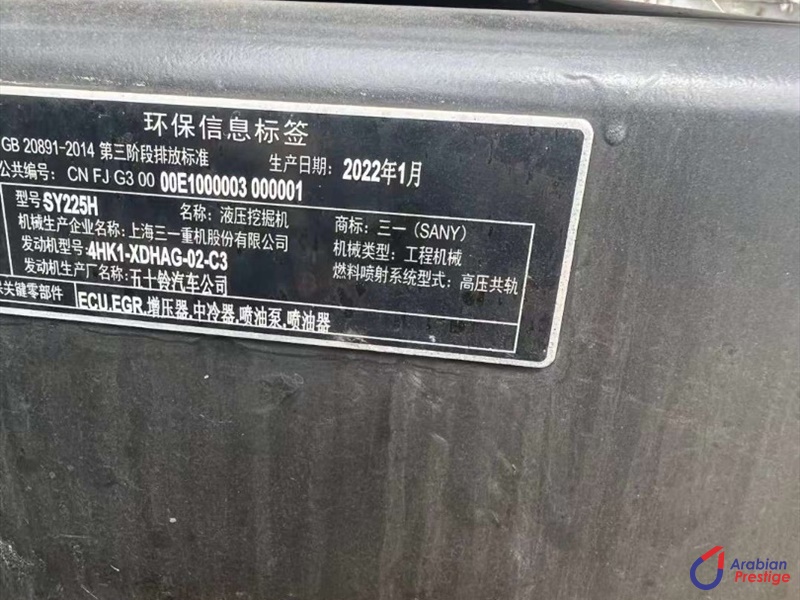 环保信息标签
GB 20891-2014 第三阶段排放标准 生产日期: 2022年1月
公共编号: CN FJ G3 00 00E1000003 000001
型号 SY225H 名称: 液压挖掘机 商标: 三一 (SANY)
机械生产企业名称: 上海三一重机股份有限公司 机械类型: 工程机械
发动机型号: 4HK1-XDHAG-02-C3 燃料喷射系统型式: 高压共轨
发动机生产厂名称: 五十铃汽车公司
关键零部件 ECU.EGR.增压器,中冷器,喷油泵,喷油器
Arabian
Prestige